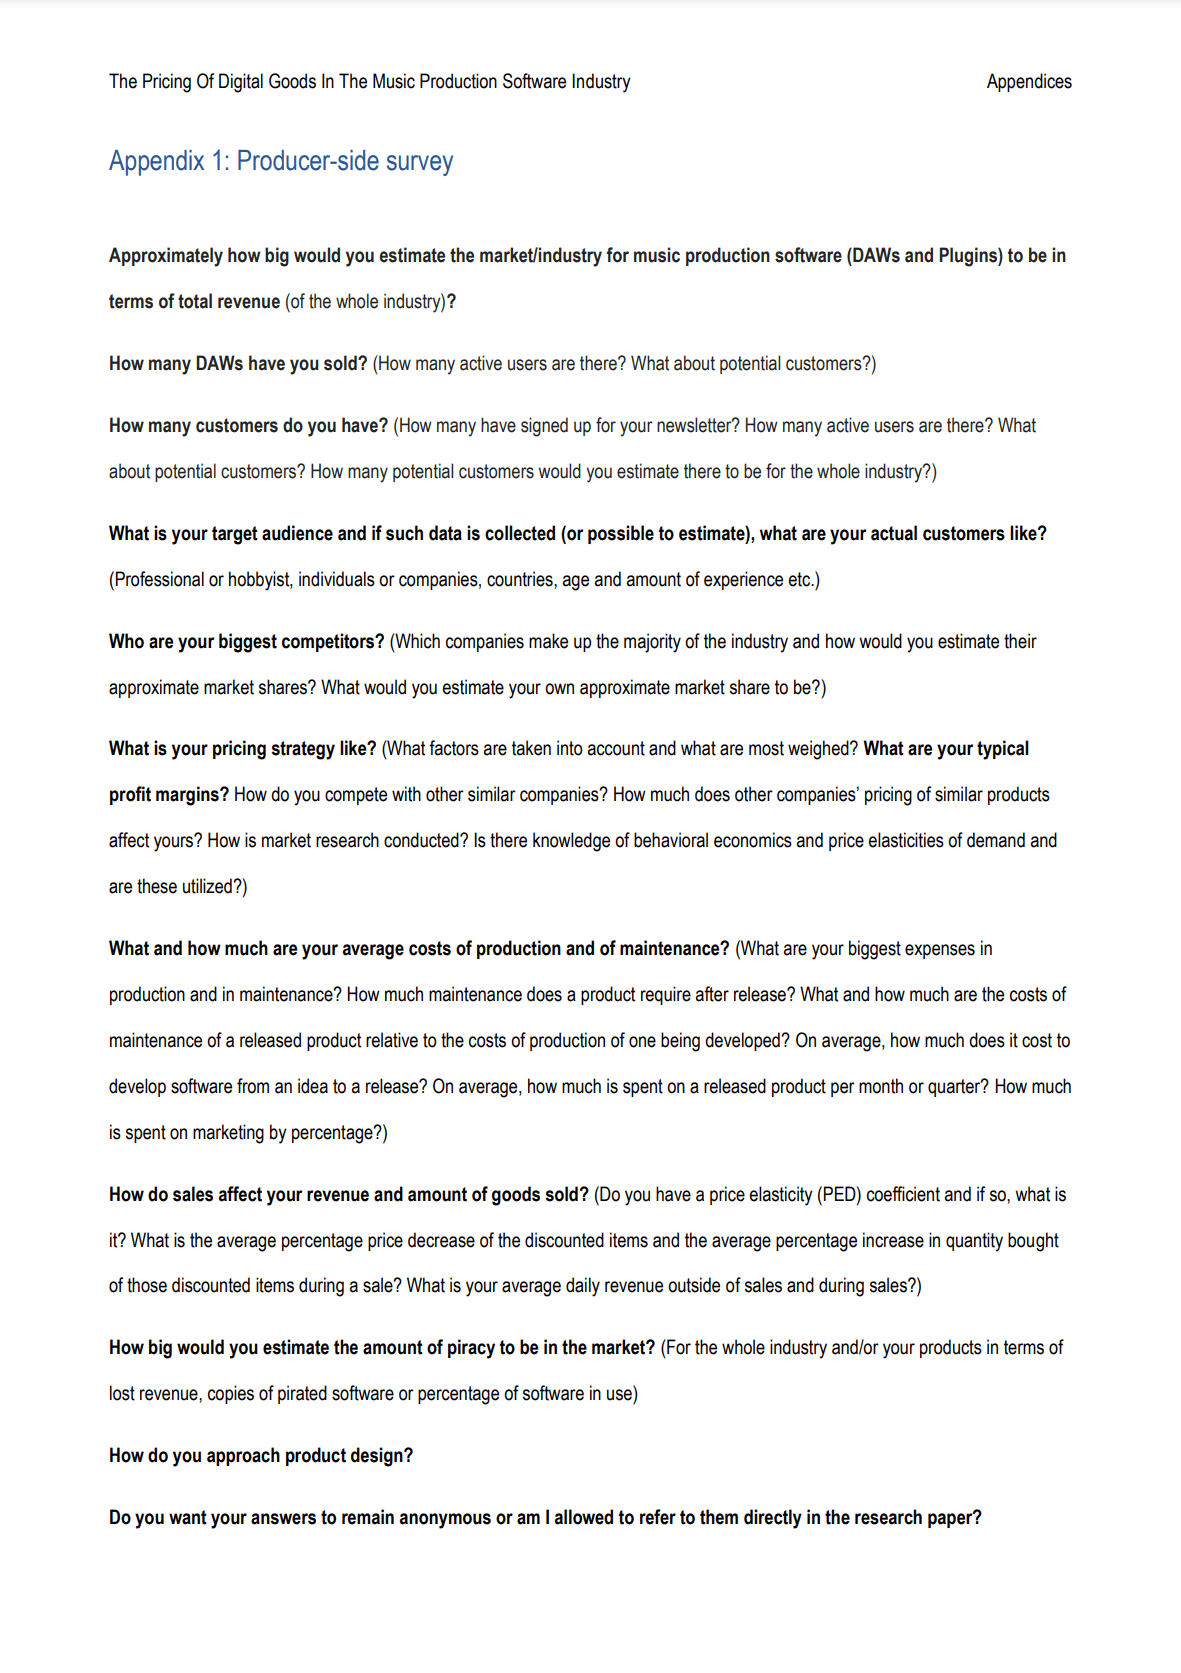 The Pricing Of Digital Goods In The Music Production Software Industry Appendices
Appendix 1: Producer-side survey
Approximately how big would you estimate the market/industry for music production software (DAWs and Plugins) to be in
terms of total revenue (of the whole industry)?
How many DAWs have you sold? (How many active users are there? What about potential customers?)
How many customers do you have? (How many have signed up for your newsletter? How many active users are there? What
about potential customers? How many potential customers would you estimate there to be for the whole industry?)
What is your target audience and if such data is collected (or possible to estimate), what are your actual customers like?
(Professional or hobbyist, individuals or companies, countries, age and amount of experience etc.)
Who are your biggest competitors? (Which companies make up the majority of the industry and how would you estimate their
approximate market shares? What would you estimate your own approximate market share to be?)
What is your pricing strategy like? (What factors are taken into account and what are most weighed? What are your typical
profit margins? How do you compete with other similar companies? How much does other companies’ pricing of similar products
affect yours? How is market research conducted? Is there knowledge of behavioral economics and price elasticities of demand and
are these utilized?)
What and how much are your average costs of production and of maintenance? (What are your biggest expenses in
production and in maintenance? How much maintenance does a product require after release? What and how much are the costs of
maintenance of a released product relative to the costs of production of one being developed? On average, how much does it cost to
develop software from an idea to a release? On average, how much is spent on a released product per month or quarter? How much
is spent on marketing by percentage?)
How do sales affect your revenue and amount of goods sold? (Do you have a price elasticity (PED) coefficient and if so, what is
it? What is the average percentage price decrease of the discounted items and the average percentage increase in quantity bought
of those discounted items during a sale? What is your average daily revenue outside of sales and during sales?)
How big would you estimate the amount of piracy to be in the market? (For the whole industry and/or your products in terms of
lost revenue, copies of pirated software or percentage of software in use)
How do you approach product design?
Do you want your answers to remain anonymous or am I allowed to refer to them directly in the research paper?